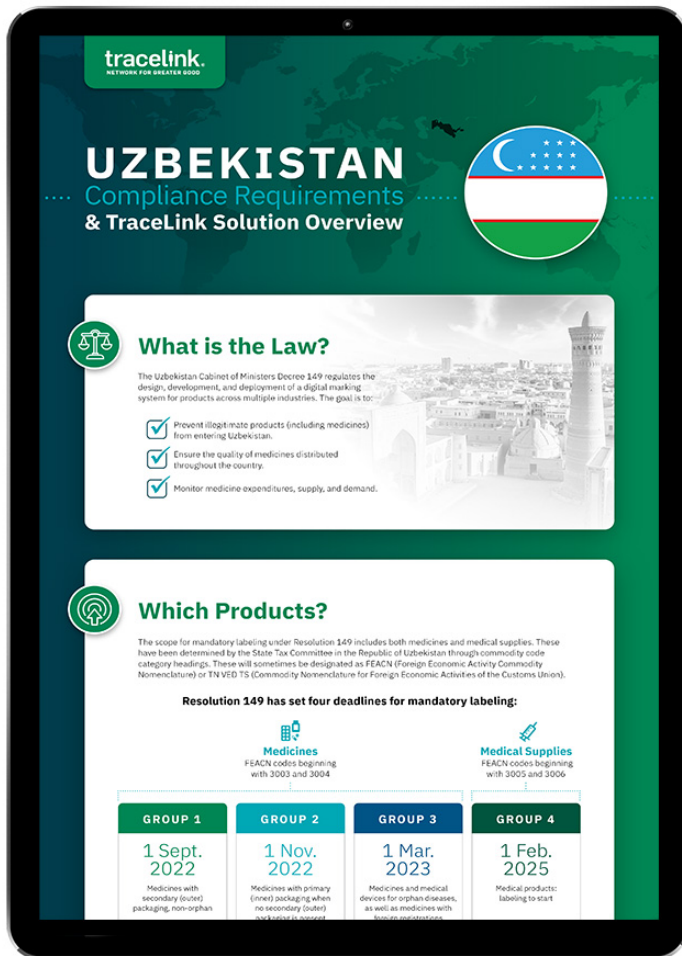 tracelink.
NETWORK FOR GREATER GOOD
UZBEKISTAN
Compliance Requirements
& TraceLink Solution Overview
What is the Law?
The Uzbekistan Cabinet of Ministers Decree 149 regulates the
design, development, and deployment of a digital marking
system for products across multiple industries. The goal is to:
Prevent illegitimate products (including medicines)
from entering Uzbekistan.
Ensure the quality of medicines distributed
throughout the country.
Monitor medicine expenditures, supply, and demand.
Which Products?
The scope for mandatory labeling under Resolution 149 includes both medicines and medical supplies. These
have been determined by the State Tax Committee in the Republic of Uzbekistan through commodity code
category headings. These will sometimes be designated as FEACN (Foreign Economic Activity Commodity
Nomenclature) or TN VED TS (Commodity Nomenclature for Foreign Economic Activities of the Customs Union).
Resolution 149 has set four deadlines for mandatory labeling:
Medicines
FEACN codes beginning
with 3003 and 3004
Medical Supplies
FEACN codes beginning
with 3005 and 3006
GROUP 1
1 Sept.
2022
Medicines with
secondary (outer)
packaging, non-orphan
GROUP 2
1 Nov.
2022
Medicines with primary
(inner) packaging when
no secondary (outer)
packaging is present
GROUP 3
1 Mar.
2023
Medicines and medical
devices for orphan diseases,
as well as medicines with
foreign registrations
GROUP 4
1 Feb.
2025
Medical products:
labeling to start